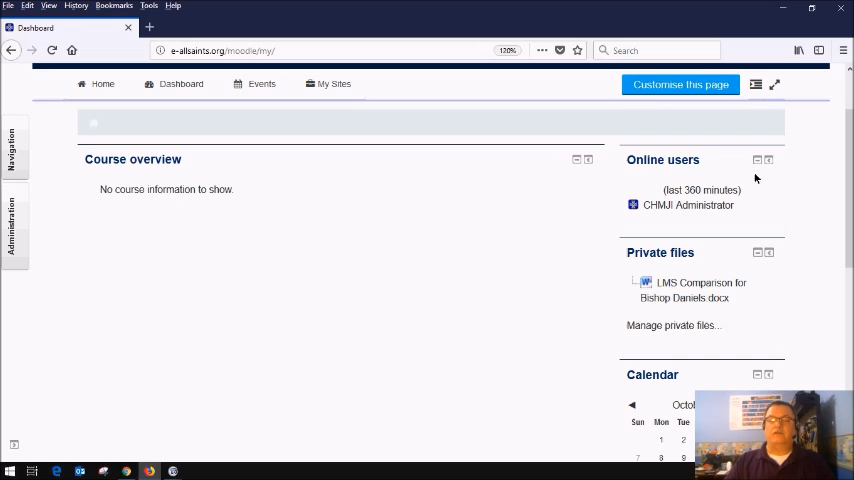 File Edit View History Bookmarks Tools Help
Dashboard
e-allsaints.org/moodle/my/
120%
Search
Home
Dashboard
Events
My Sites
Customise this page
Navigation
Administration
Course overview
No course information to show.
Online users
(last 360 minutes)
CHMJI Administrator
Private files
LMS Comparison for
Bishop Daniels.docx
Manage private files...
Calendar
Octo
Sun Mon Tue
1 2
7 8 9